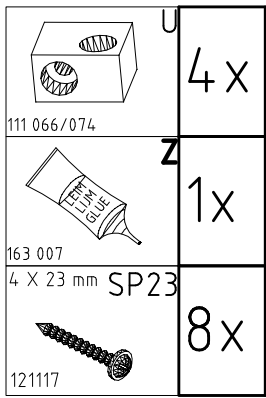 U
4x
111 066/074
Z
LEIM
LIJM
GLUE
1x
163 007
4 X 23 mm SP23
8x
121117